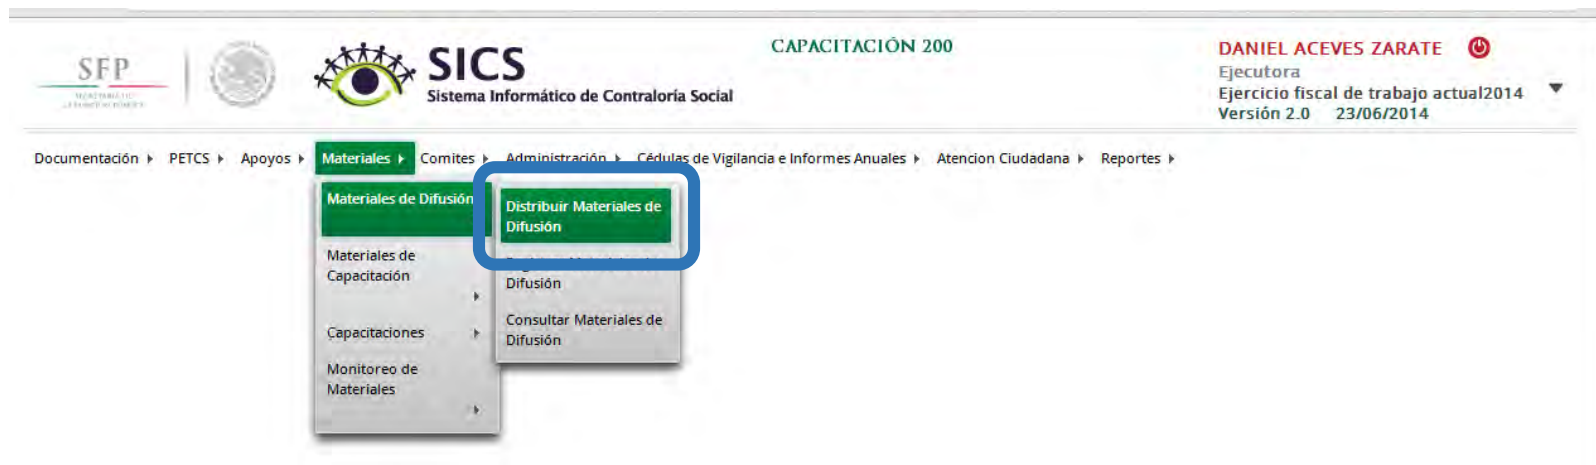 SFP
SICS
Sistema Informático de Contraloría Social
CAPACITACIÓN 200
DANIEL ACEVES ZARATE
Ejecutora
Ejercicio fiscal de trabajo actual2014
Versión 2.0 23/06/2014
Documentación PETCS Apoyos Materiales Comites Administración Cédulas de Vigilancia e Informes Anuales Atencion Ciudadana Reportes
Materiales de Difusión
Materiales de
Capacitación
Capacitaciones
Monitoreo de
Materiales
Distribuir Materiales de
Difusión
Difusión
Consultar Materiales de
Difusión